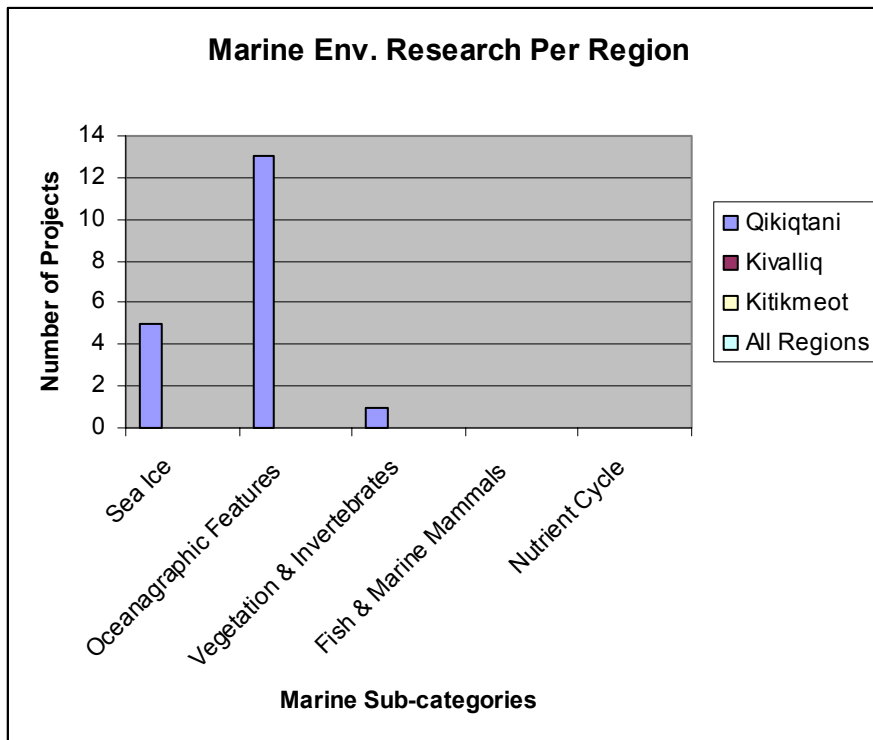 Marine Env. Research Per Region
Number of Projects
14
12
10
8
6
4
2
0
Sea Ice
Oceanagraphic Features
Vegetation & Invertebrates
Fish & Marine Mammals
Nutrient Cycle
Marine Sub-categories
Qikiqtani
Kivalliq
Kitikmeot
All Regions